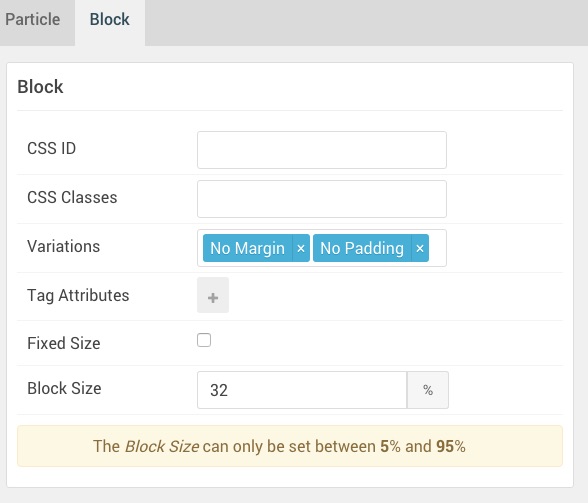 Particle Block
Block
CSS ID
CSS Classes
Variations No Margin × No Padding ×
Tag Attributes +
Fixed Size
Block Size 32 %
The Block Size can only be set between 5% and 95%